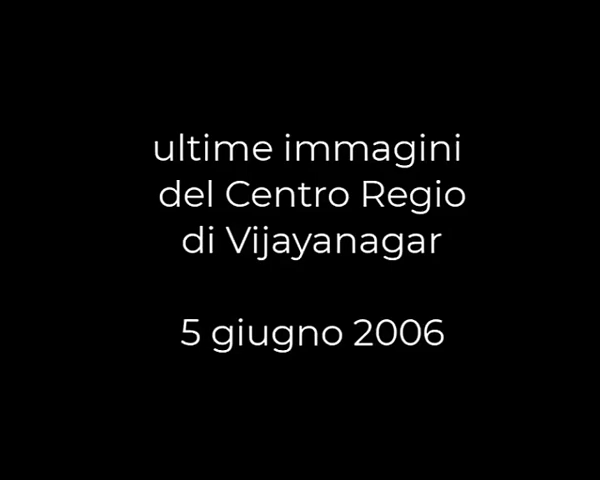 ultime immagini
del Centro Regio
di Vijayanagar
5 giugno 2006